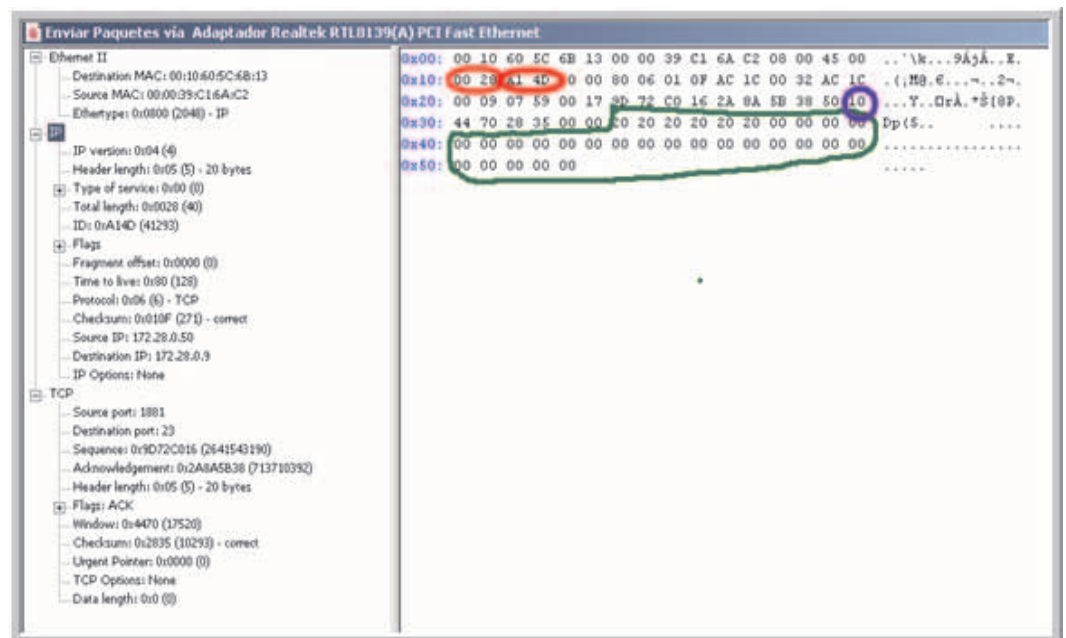 Enviar Paquetes vía Adaptador Realtek RTL8139(A) PCI Fast Ethernet
Ethernet II
Destination MAC: 00:10:60:5C:6B:13
Source MAC: 00:00:39:C1:6A:C2
Ethertype: 0x0800 (2048) - IP
IP
IP version: 0x04 (4)
Header length: 0x05 (5) - 20 bytes
Type of service: 0x00 (0)
Total length: 0x0028 (40)
ID: 0xA14D (41293)
Flags
Fragment offset: 0x0000 (0)
Time to live: 0x80 (128)
Protocol: 0x06 (6) - TCP
Checksum: 0x010F (271) - correct
Source IP: 172.28.0.50
Destination IP: 172.28.0.9
IP Options: None
TCP
Source port: 1881
Destination port: 23
Sequence: 0x9D72C016 (2641543190)
Acknowledgement: 0x2A8A5B38 (713710392)
Header length: 0x05 (5) - 20 bytes
Flags: ACK
Window: 0x4470 (17520)
Checksum: 0x2835 (10293) - correct
Urgent Pointer: 0x0000 (0)
TCP Options: None
Data length: 0x0 (0)
0x00: 00 10 60 5C 6B 13 00 00 39 C1 6A C2 08 00 45 00 ..`\k...9ÁjÂ..E.
0x10: 00 28 A1 4D 00 80 06 01 0F AC 1C 00 32 AC 1C .(¡M@.€...¬..2¬.
0x20: 00 09 07 59 00 17 9D 72 C0 16 2A 8A 5B 38 50 10 ...Y..□rÀ.*Š[8P.
0x30: 44 70 28 35 00 00 20 20 20 20 20 20 00 00 00 00 Dp(5.. ....
0x40: 00 00 00 00 00 00 00 00 00 00 00 00 00 00 00 00 ................
0x50: 00 00 00 00 00 .....